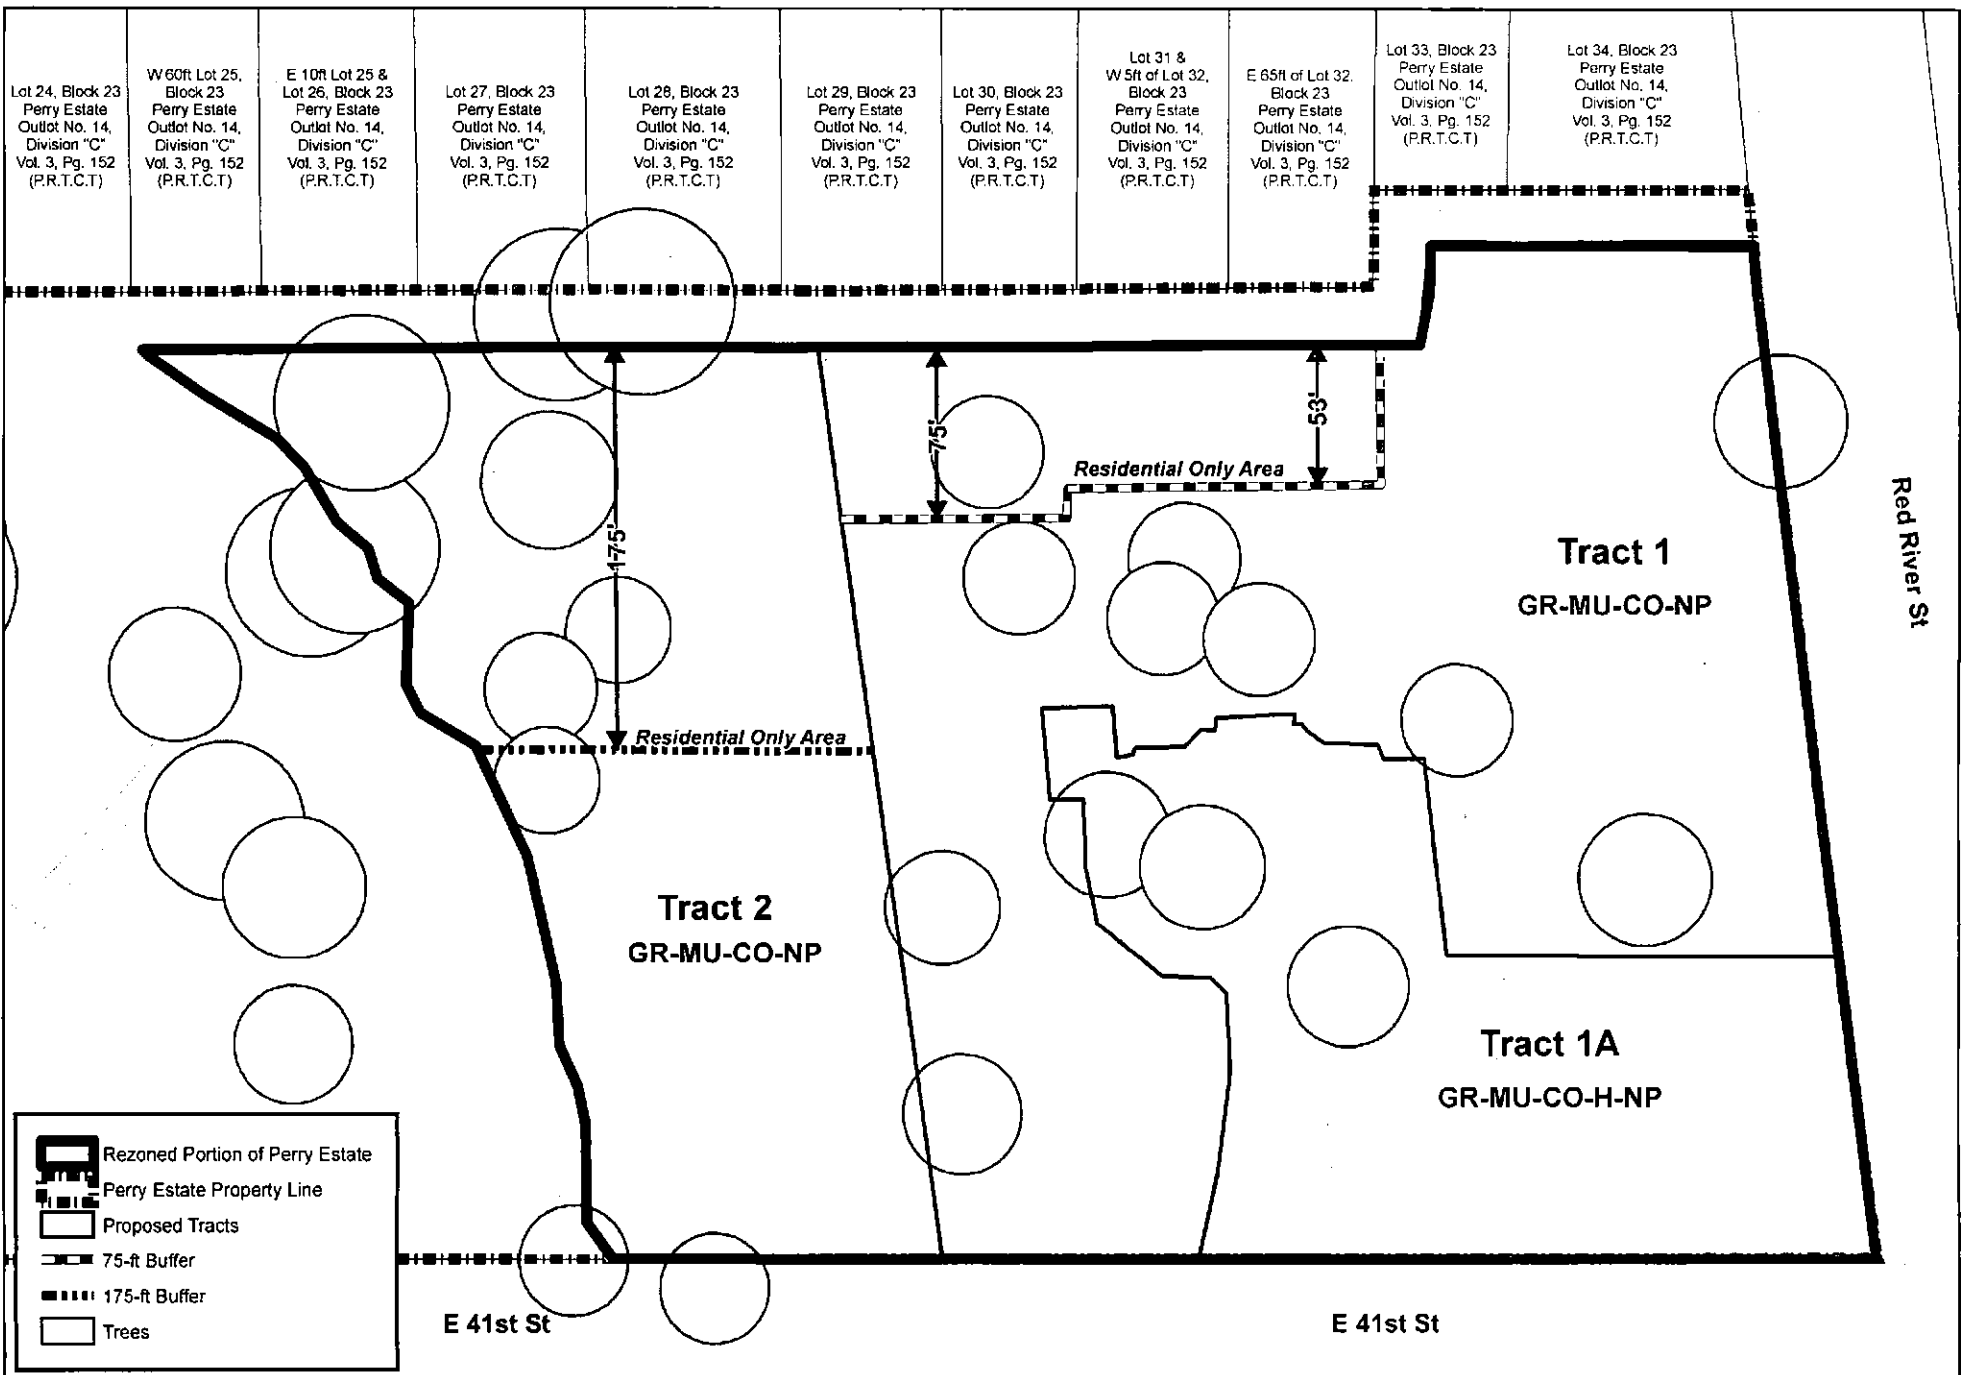 Lot 24, Block 23
Perry Estate
Outlot No. 14,
Division "C"
Vol. 3, Pg. 152
(P.R.T.C.T)
W 60ft Lot 25,
Block 23
Perry Estate
Outlot No. 14,
Division "C"
Vol. 3, Pg. 152
(P.R.T.C.T)
E 10ft Lot 25 &
Lot 26, Block 23
Perry Estate
Outlot No. 14,
Division "C"
Vol. 3, Pg. 152
(P.R.T.C.T)
Lot 27, Block 23
Perry Estate
Outlot No. 14,
Division "C"
Vol. 3, Pg. 152
(P.R.T.C.T)
Lot 28, Block 23
Perry Estate
Outlot No. 14,
Division "C"
Vol. 3, Pg. 152
(P.R.T.C.T)
Lot 29, Block 23
Perry Estate
Outlot No. 14,
Division "C"
Vol. 3, Pg. 152
(P.R.T.C.T)
Lot 30, Block 23
Perry Estate
Outlot No. 14,
Division "C"
Vol. 3, Pg. 152
(P.R.T.C.T)
Lot 31 &
W 5ft of Lot 32,
Block 23
Perry Estate
Outlot No. 14,
Division "C"
Vol. 3, Pg. 152
(P.R.T.C.T)
E 65ft of Lot 32,
Block 23
Perry Estate
Outlot No. 14,
Division "C"
Vol. 3, Pg. 152
(P.R.T.C.T)
Lot 33, Block 23
Perry Estate
Outlot No. 14,
Division "C"
Vol. 3, Pg. 152
(P.R.T.C.T)
Lot 34, Block 23
Perry Estate
Outlot No. 14,
Division "C"
Vol. 3, Pg. 152
(P.R.T.C.T)
175'
75'
53'
Residential Only Area
Residential Only Area
Tract 1
GR-MU-CO-NP
Red River St
Tract 2
GR-MU-CO-NP
Tract 1A
GR-MU-CO-H-NP
Rezoned Portion of Perry Estate
Perry Estate Property Line
Proposed Tracts
75-ft Buffer
175-ft Buffer
Trees
E 41st St
E 41st St